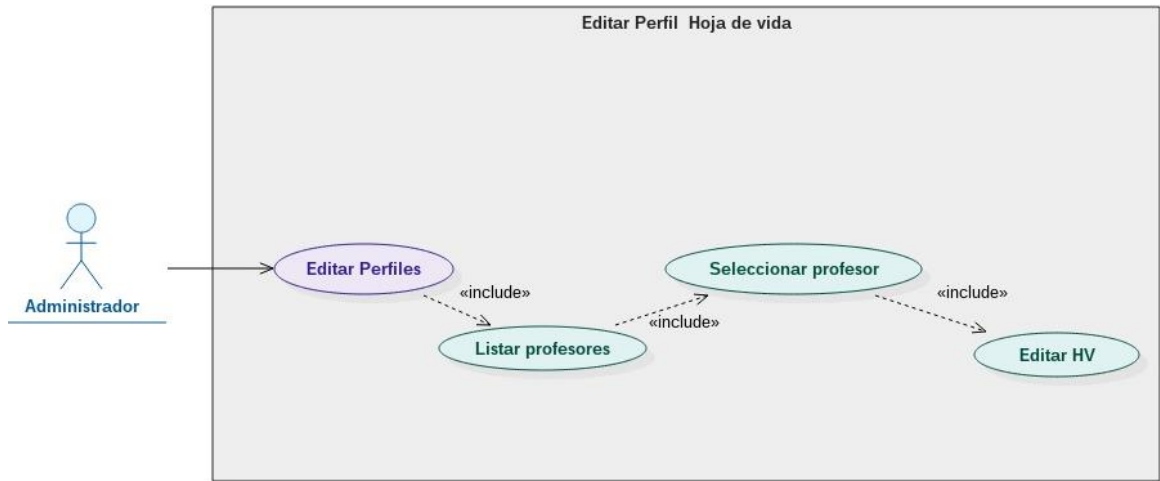 Editar Perfil  Hoja de vida
Administrador
Editar Perfiles
«include»
Listar profesores
«include»
Seleccionar profesor
«include»
Editar HV